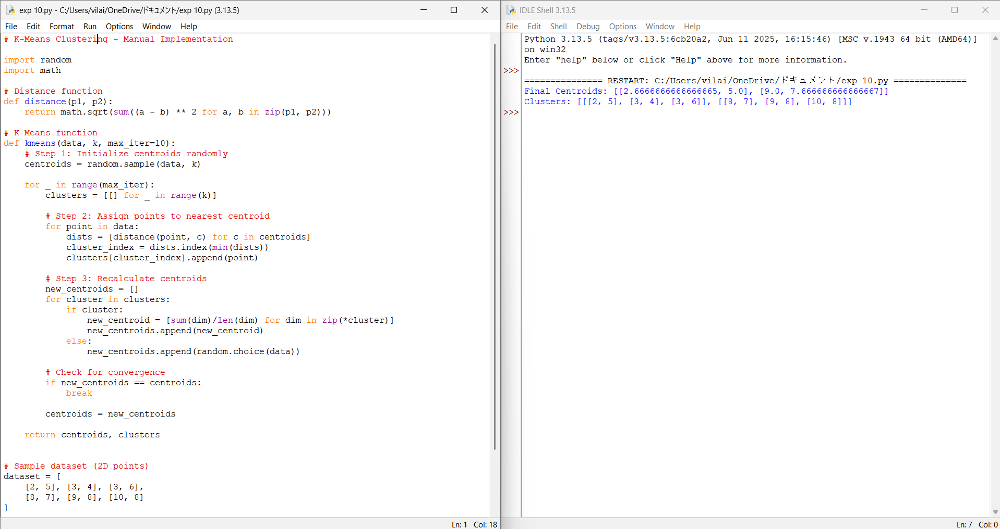 exp 10.py - C:/Users/vilai/OneDrive/ドキュメント/exp 10.py (3.13.5)
File Edit Format Run Options Window Help
# K-Means Clustering - Manual Implementation
import random
import math
# Distance function
def distance(p1, p2):
    return math.sqrt(sum((a - b) ** 2 for a, b in zip(p1, p2)))
# K-Means function
def kmeans(data, k, max_iter=10):
    # Step 1: Initialize centroids randomly
    centroids = random.sample(data, k)
    for _ in range(max_iter):
        clusters = [[] for _ in range(k)]
        # Step 2: Assign points to nearest centroid
        for point in data:
            dists = [distance(point, c) for c in centroids]
            cluster_index = dists.index(min(dists))
            clusters[cluster_index].append(point)
        # Step 3: Recalculate centroids
        new_centroids = []
        for cluster in clusters:
            if cluster:
                new_centroid = [sum(dim)/len(dim) for dim in zip(*cluster)]
                new_centroids.append(new_centroid)
            else:
                new_centroids.append(random.choice(data))
        # Check for convergence
        if new_centroids == centroids:
            break
        centroids = new_centroids
    return centroids, clusters
# Sample dataset (2D points)
dataset = [
    [2, 5], [3, 4], [3, 6],
    [8, 7], [9, 8], [10, 8]
]
Ln: 1 Col: 18
IDLE Shell 3.13.5
File Edit Shell Debug Options Window Help
Python 3.13.5 (tags/v3.13.5:6cb20a2, Jun 11 2025, 16:15:46) [MSC v.1943 64 bit (AMD64)]
on win32
Enter "help" below or click "Help" above for more information.
>>>
=============== RESTART: C:/Users/vilai/OneDrive/ドキュメント/exp 10.py ==============
Final Centroids: [[2.6666666666666665, 5.0], [9.0, 7.666666666666667]]
Clusters: [[[2, 5], [3, 4], [3, 6]], [[8, 7], [9, 8], [10, 8]]]
>>>
Ln: 7 Col: 0